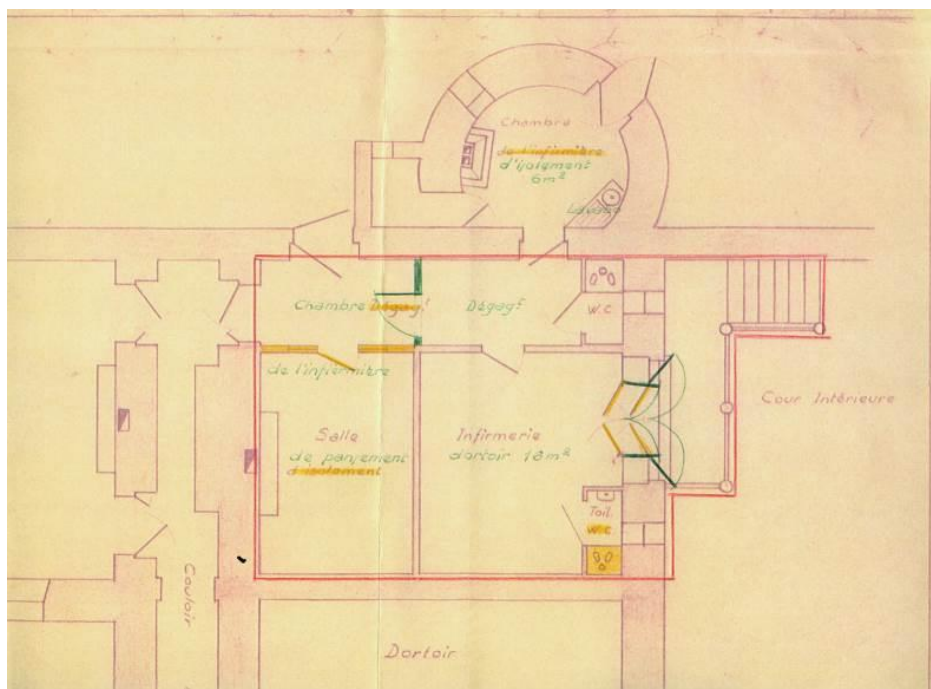 Chambre
de l'infirmière
d'isolement
6m²
Lavabo
Chambre Dégagt
Dégagt
W.C
de l'infirmière
Salle
de pansement
d'isolement
Infirmerie
dortoir 18m²
Cour Intérieure
Toil.
W.C
Couloir
Dortoir